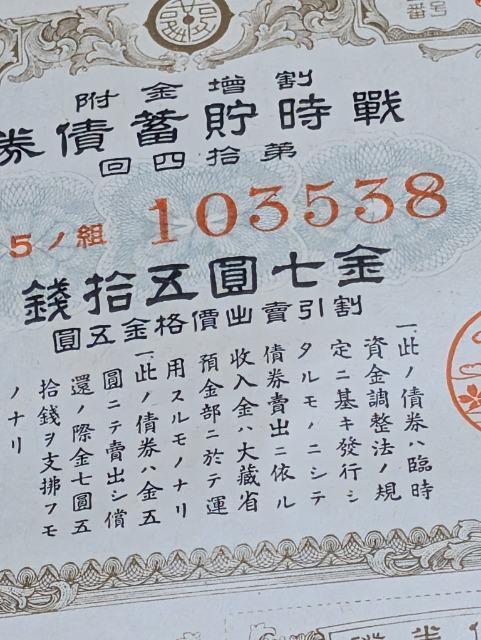 番号
割增金附
戰時貯蓄債券
第拾四回
5ノ組 103538
金七圓五拾錢
割引賣出價格金五圓
一、此ノ債券ハ臨時
資金調整法ノ規
定ニ基キ發行シ
タルモノニシテ
債券賣出ニ依ル
收入金ハ大藏省
預金部ニ於テ運
用スルモノナリ
一、此ノ債券ハ金五
圓ニテ賣出シ償
還ノ際金七圓五
拾錢ヲ支拂フモ
ノナリ